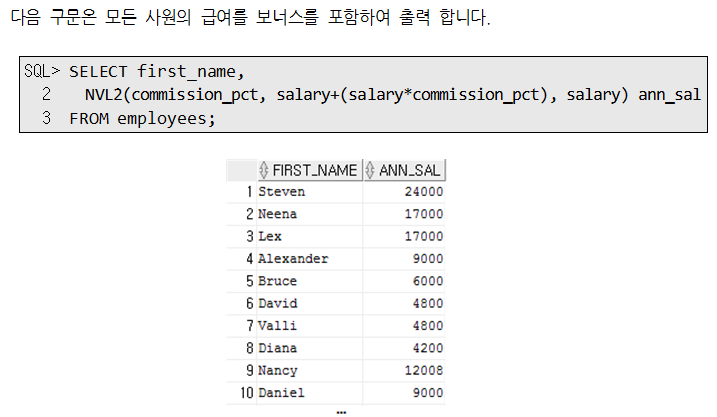 다음 구문은 모든 사원의 급여를 보너스를 포함하여 출력 합니다.
SQL> SELECT first_name,
2 NVL2(commission_pct, salary+(salary*commission_pct), salary) ann_sal
3 FROM employees;
FIRST_NAME ANN_SAL
1 Steven 24000
2 Neena 17000
3 Lex 17000
4 Alexander 9000
5 Bruce 6000
6 David 4800
7 Valli 4800
8 Diana 4200
9 Nancy 12008
10 Daniel 9000
…